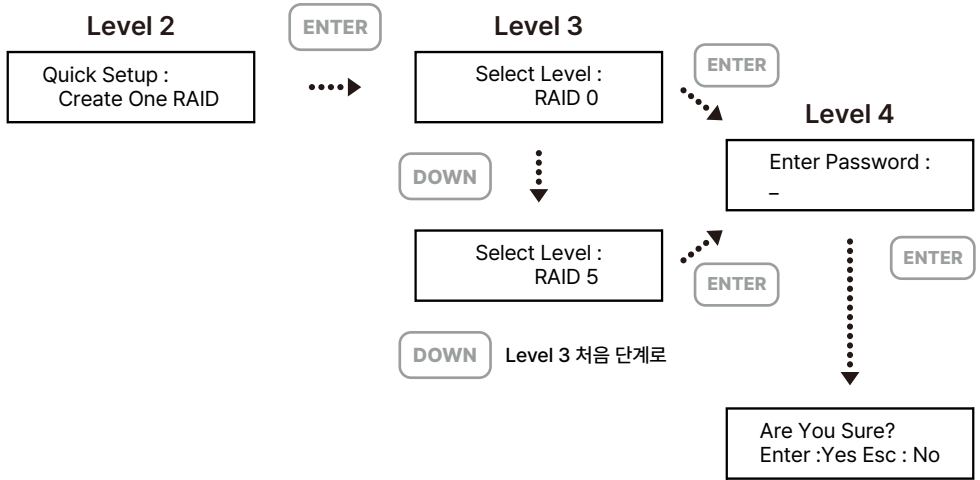 Level 2
ENTER
Level 3
Quick Setup :
Create One RAID
Select Level :
RAID 0
ENTER
Level 4
Enter Password :
_
DOWN
Select Level :
RAID 5
ENTER
ENTER
DOWN
Level 3 처음 단계로
Are You Sure?
Enter :Yes Esc : No